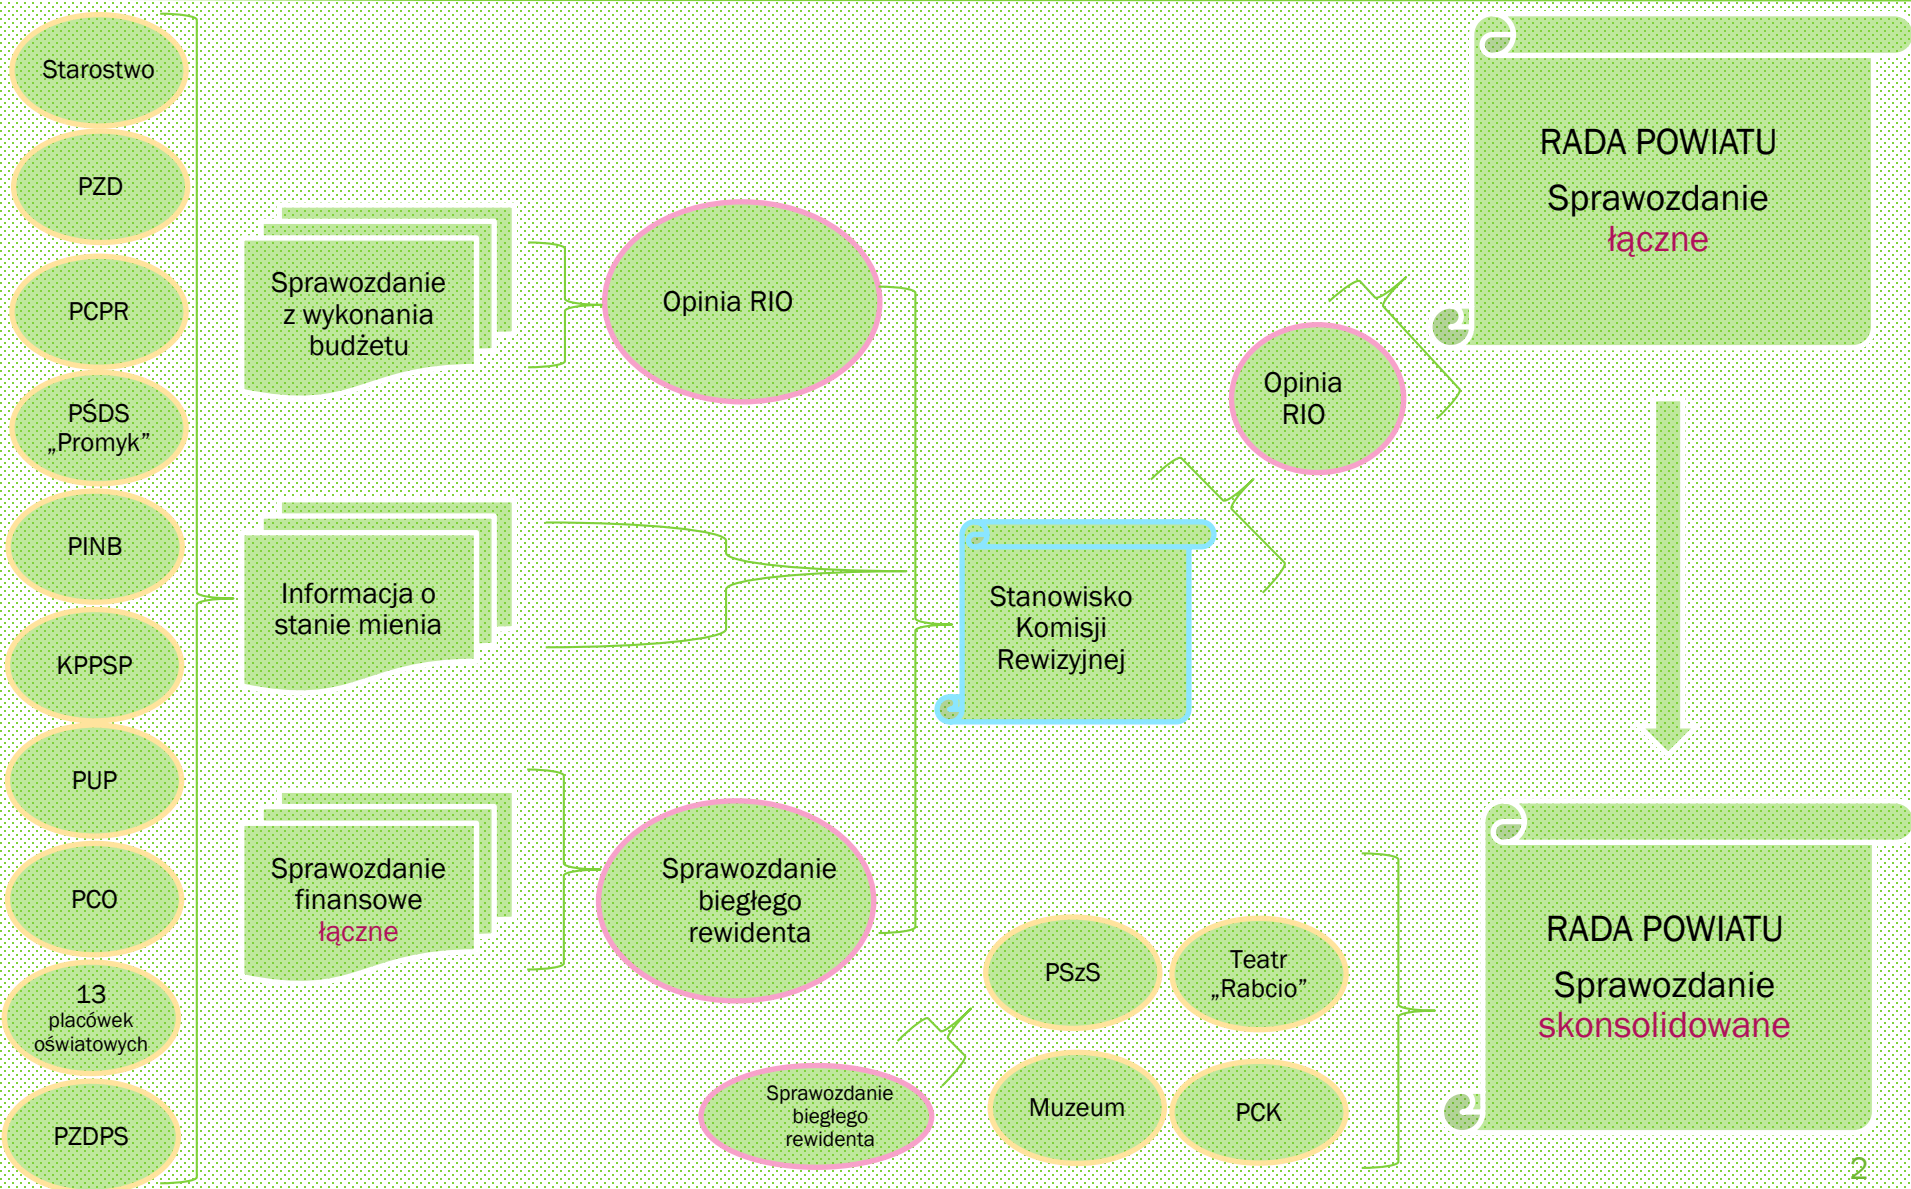 Starostwo
PZD
PCPR
PŚDS
„Promyk”
PINB
KPPSP
PUP
PCO
13
placówek
oświatowych
PZDPS
Sprawozdanie
z wykonania
budżetu
Informacja o
stanie mienia
Sprawozdanie
finansowe
łączne
Opinia RIO
Sprawozdanie
biegłego
rewidenta
Sprawozdanie
biegłego
rewidenta
Stanowisko
Komisji
Rewizyjnej
Opinia
RIO
PSzS
Teatr
„Rabcio”
Muzeum
PCK
RADA POWIATU
Sprawozdanie
łączne
RADA POWIATU
Sprawozdanie
skonsolidowane
2